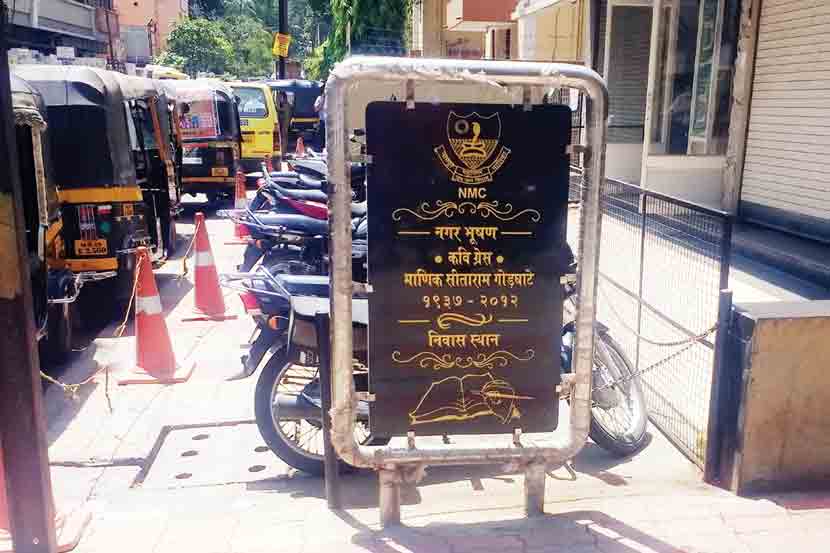 NMC
नगर भूषण
कवि ग्रेस
माणिक सीताराम गोडघाटे
१९३७ - २०१२
निवास स्थान